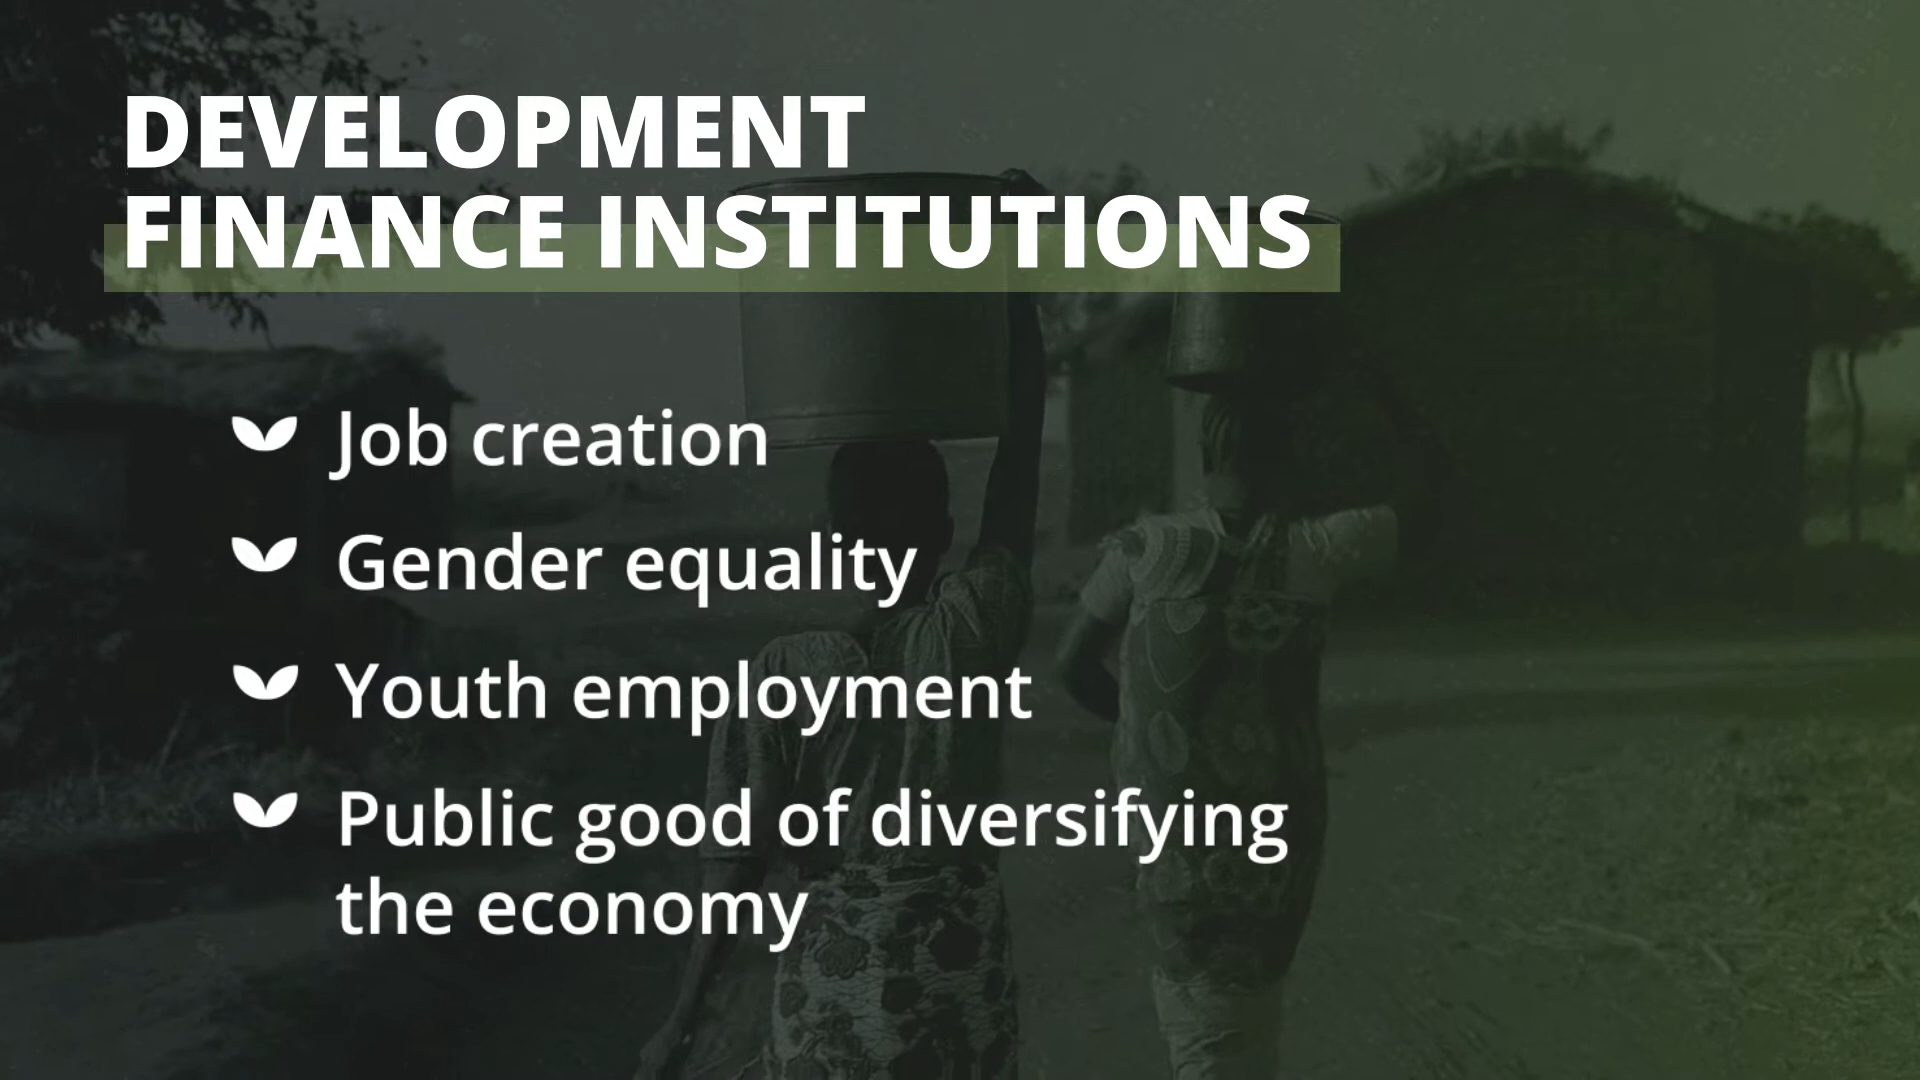 DEVELOPMENT
FINANCE INSTITUTIONS
Job creation
Gender equality
Youth employment
Public good of diversifying
the economy